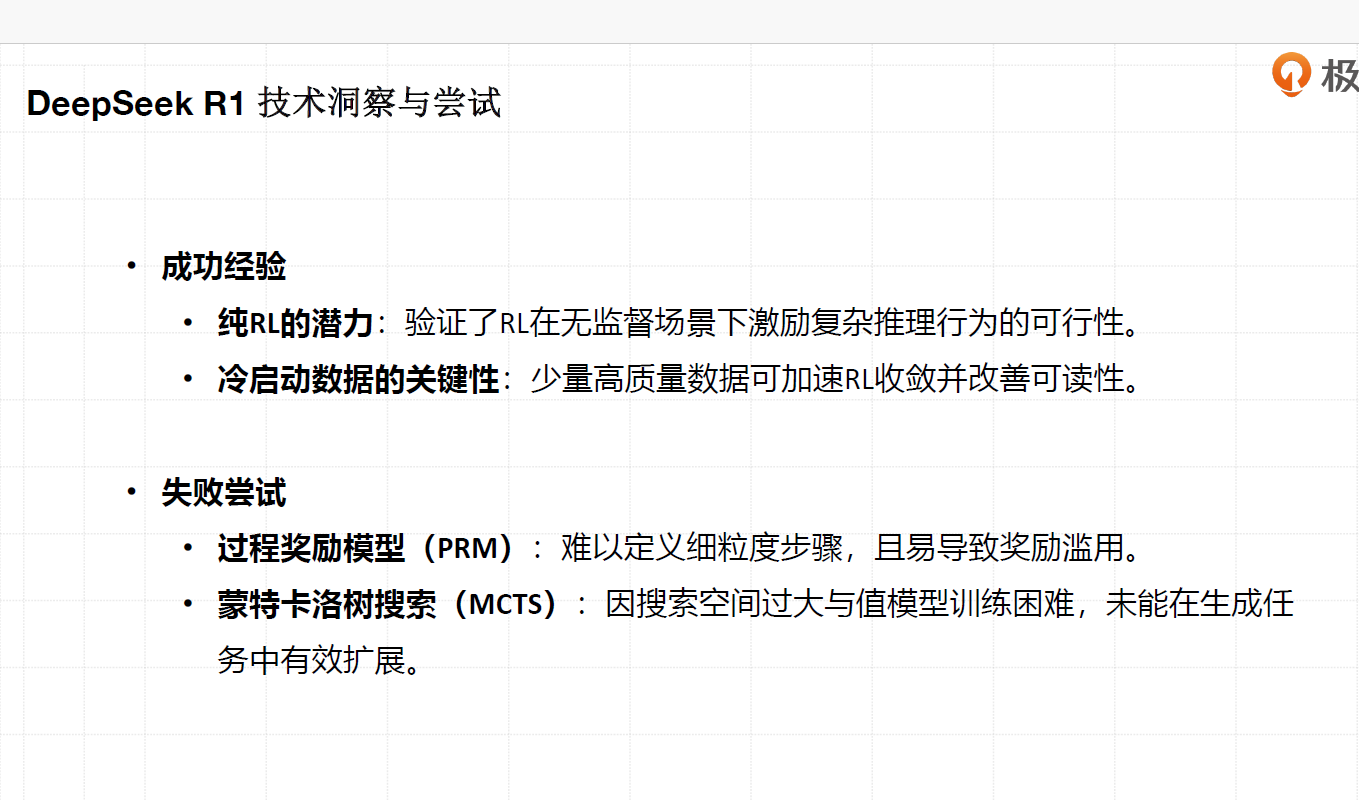 DeepSeek R1 技术洞察与尝试
极
• 成功经验
• 纯RL的潜力：验证了RL在无监督场景下激励复杂推理行为的可行性。
• 冷启动数据的关键性：少量高质量数据可加速RL收敛并改善可读性。
• 失败尝试
• 过程奖励模型（PRM）：难以定义细粒度步骤，且易导致奖励滥用。
• 蒙特卡洛树搜索（MCTS）：因搜索空间过大与值模型训练困难，未能在生成任
务中有效扩展。